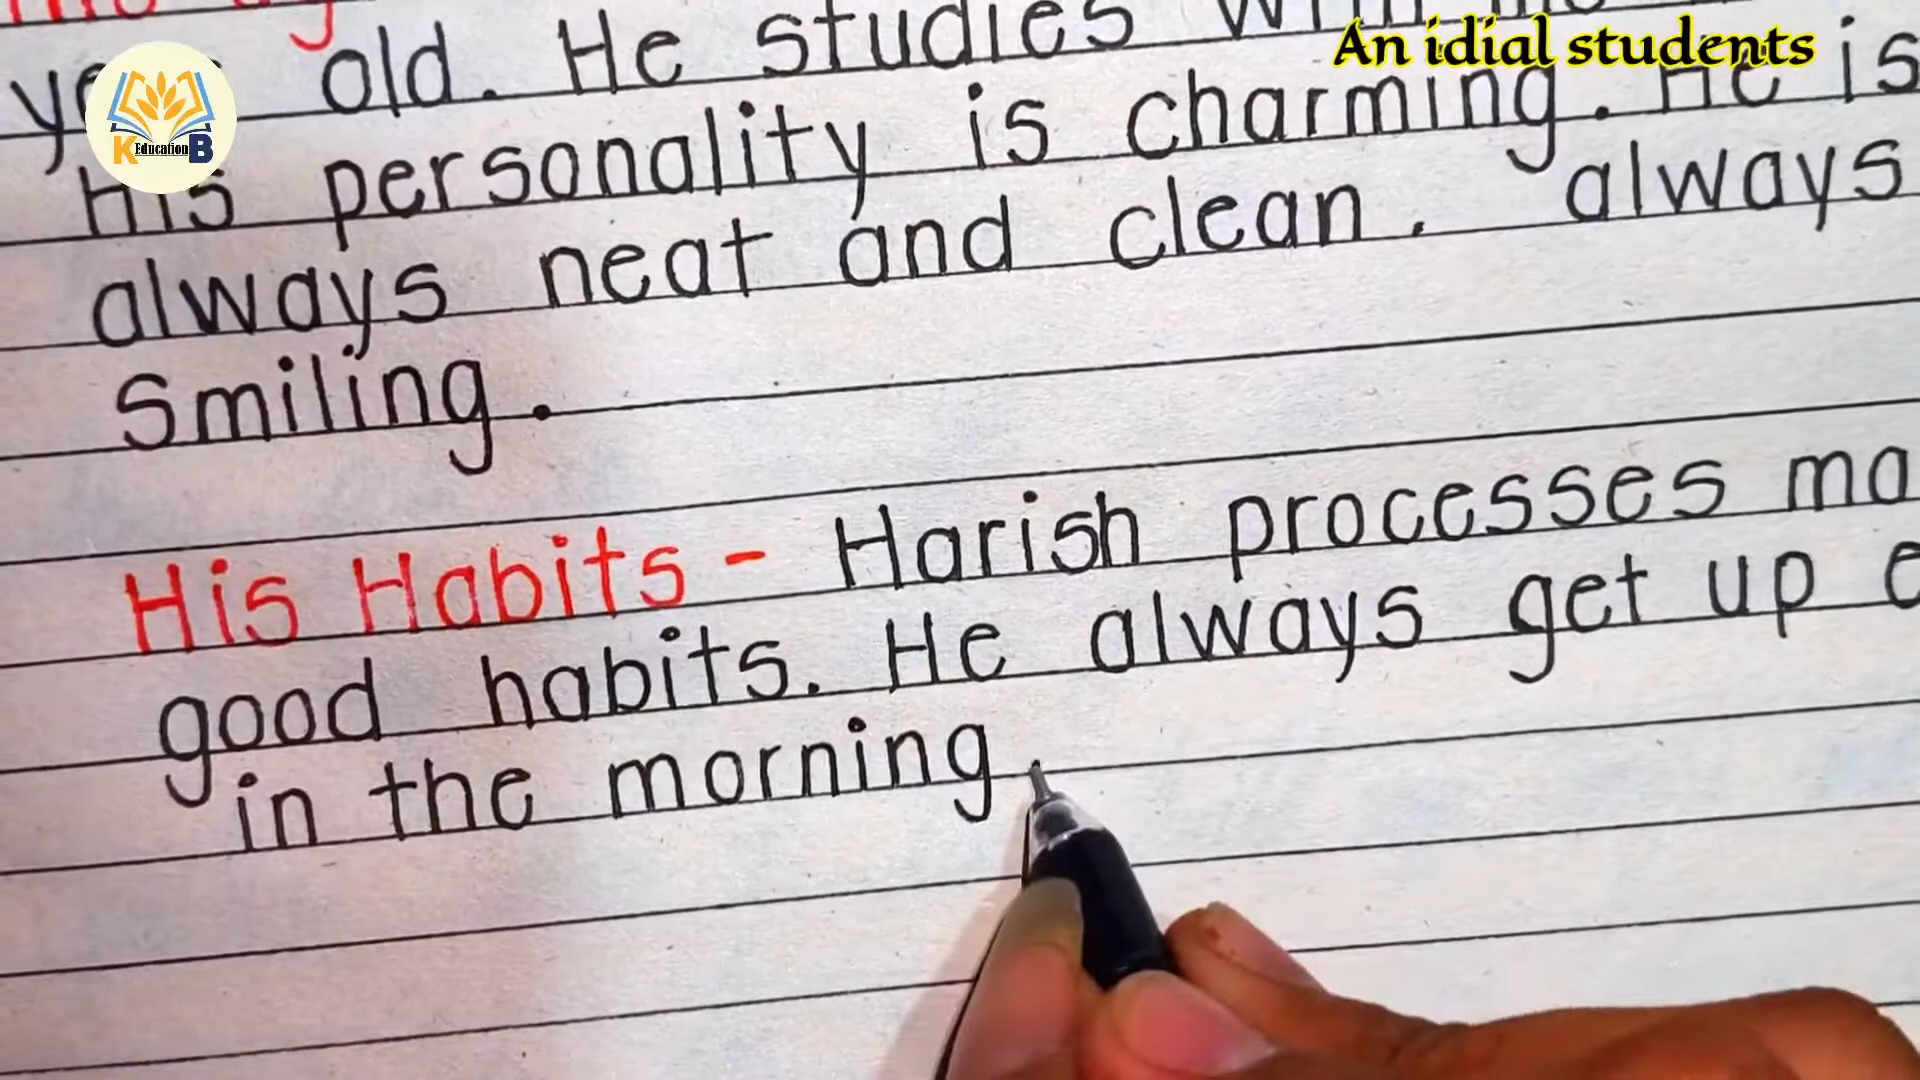 An idial students
old. He studies
K Education B
His personality is charming. He is
always neat and clean. always
Smiling.
His Habits - Harish processes
good habits. He always get up
in the morning.